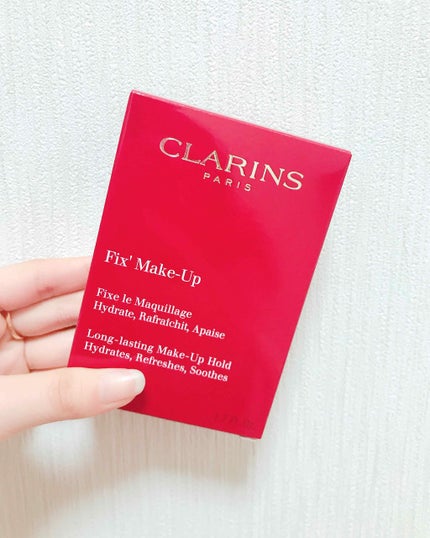 CLARINS
PARIS
Fix' Make-Up
Fixe le Maquillage
Hydrate, Rafraîchit, Apaise
Long-lasting Make-Up Hold
Hydrates, Refreshes, Soothes